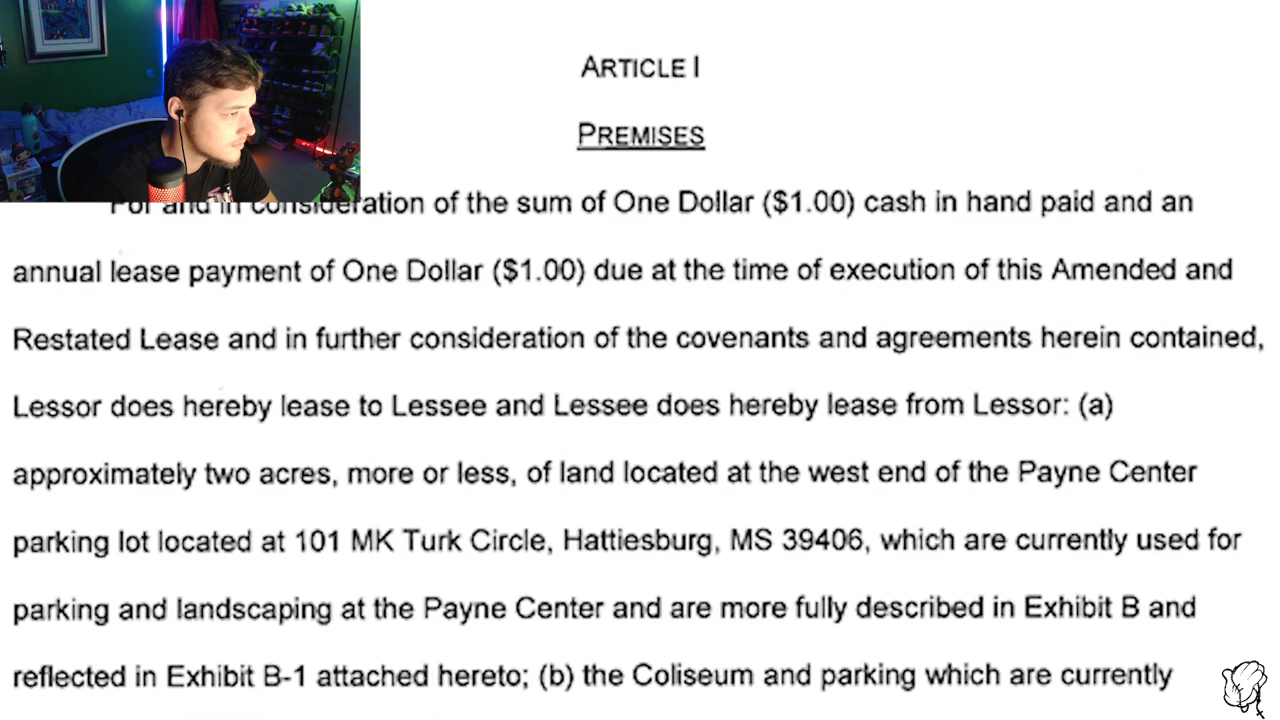 ARTICLE I
PREMISES
For and in consideration of the sum of One Dollar ($1.00) cash in hand paid and an
annual lease payment of One Dollar ($1.00) due at the time of execution of this Amended and
Restated Lease and in further consideration of the covenants and agreements herein contained,
Lessor does hereby lease to Lessee and Lessee does hereby lease from Lessor: (a)
approximately two acres, more or less, of land located at the west end of the Payne Center
parking lot located at 101 MK Turk Circle, Hattiesburg, MS 39406, which are currently used for
parking and landscaping at the Payne Center and are more fully described in Exhibit B and
reflected in Exhibit B-1 attached hereto; (b) the Coliseum and parking which are currently